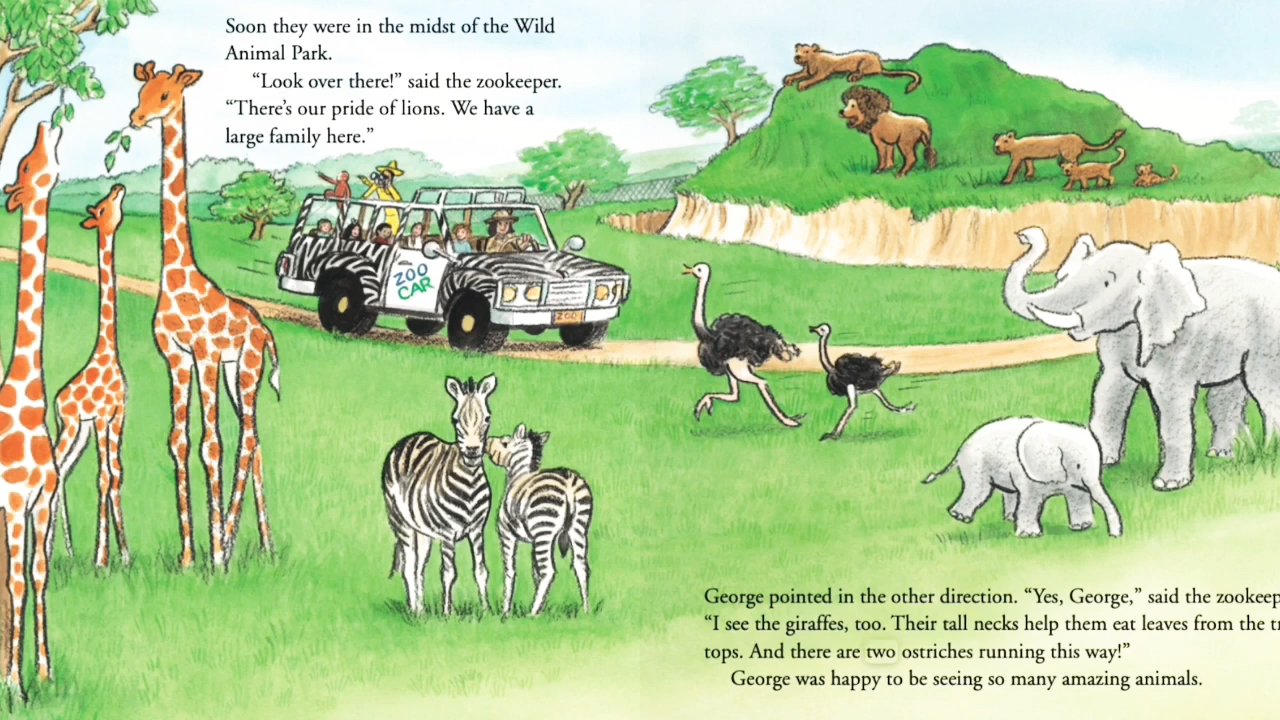 Soon they were in the midst of the Wild
Animal Park.
“Look over there!” said the zookeeper.
“There’s our pride of lions. We have a
large family here.”
ZOO
CAR
ZOO
George pointed in the other direction. “Yes, George,” said the
“I see the giraffes, too. Their tall necks help them eat leaves from the
tops. And there are two ostriches running this way!”
George was happy to be seeing so many amazing animals.